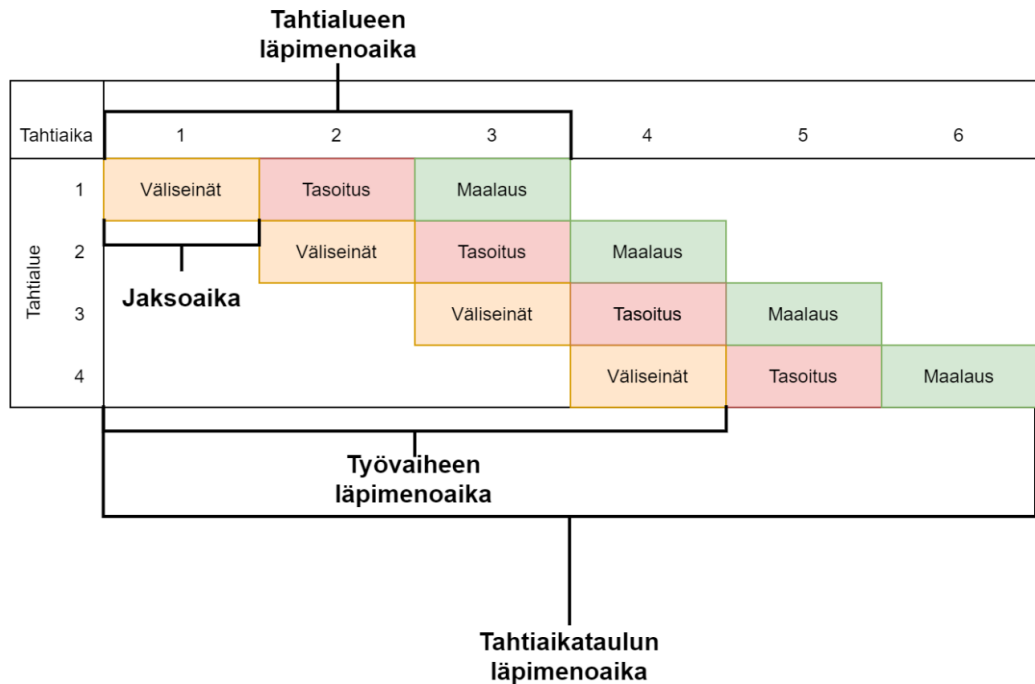 Tahtialueen
läpimenoaika
Tahtiaika 1 2 3 4 5 6
Tahtialue
1 Väliseinät Tasoitus Maalaus
2 Väliseinät Tasoitus Maalaus
Jaksoaika
3 Väliseinät Tasoitus Maalaus
4 Väliseinät Tasoitus Maalaus
Työvaiheen
läpimenoaika
Tahtiaikataulun
läpimenoaika